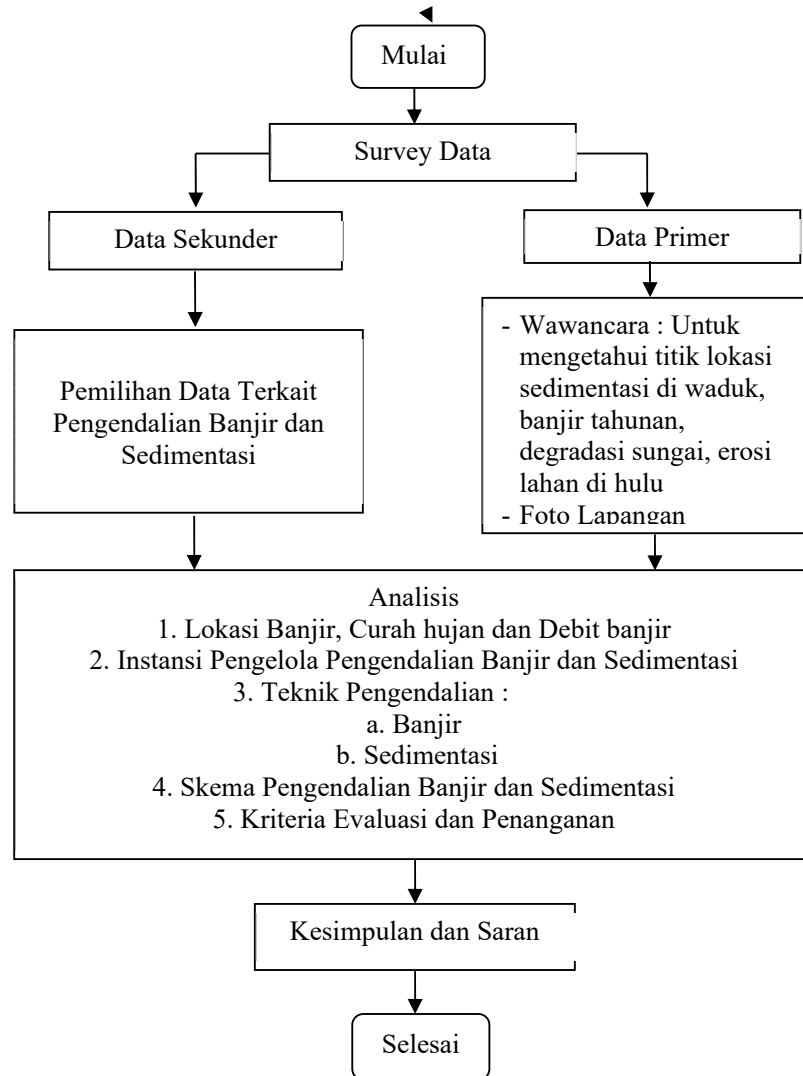 Mulai
Survey Data
Data Sekunder
Data Primer
Pemilihan Data Terkait
Pengendalian Banjir dan
Sedimentasi
- Wawancara : Untuk
mengetahui titik lokasi
sedimentasi di waduk,
banjir tahunan,
degradasi sungai, erosi
lahan di hulu
- Foto Lapangan
Analisis
1. Lokasi Banjir, Curah hujan dan Debit banjir
2. Instansi Pengelola Pengendalian Banjir dan Sedimentasi
3. Teknik Pengendalian :
a. Banjir
b. Sedimentasi
4. Skema Pengendalian Banjir dan Sedimentasi
5. Kriteria Evaluasi dan Penanganan
Kesimpulan dan Saran
Selesai